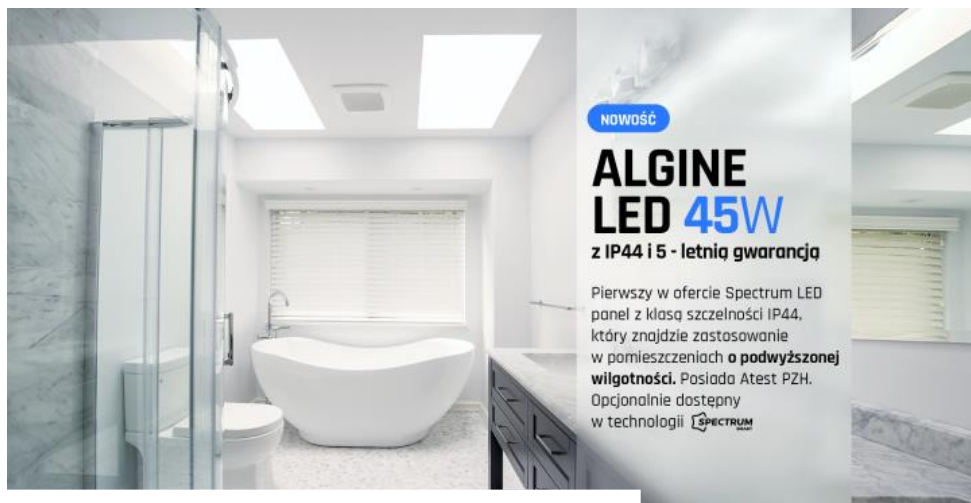 NOWOŚĆ
ALGINE
LED 45W
z IP44 i 5 - letnią gwarancją
Pierwszy w ofercie Spectrum LED
panel z klasą szczelności IP44,
który znajdzie zastosowanie
w pomieszczeniach o podwyższonej
wilgotności. Posiada Atest PZH.
Opcjonalnie dostępny
w technologii SPECTRUM
SMART